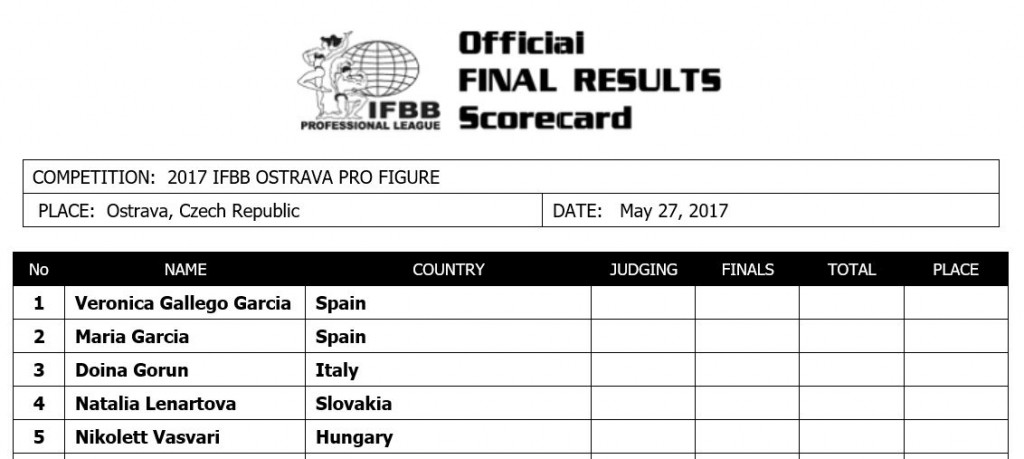 Official
FINAL RESULTS
Scorecard
IFBB
PROFESSIONAL LEAGUE
COMPETITION: 2017 IFBB OSTRAVA PRO FIGURE
PLACE: Ostrava, Czech Republic DATE: May 27, 2017
No NAME COUNTRY JUDGING FINALS TOTAL PLACE
1 Veronica Gallego Garcia Spain
2 Maria Garcia Spain
3 Doina Gorun Italy
4 Natalia Lenartova Slovakia
5 Nikolett Vasvari Hungary